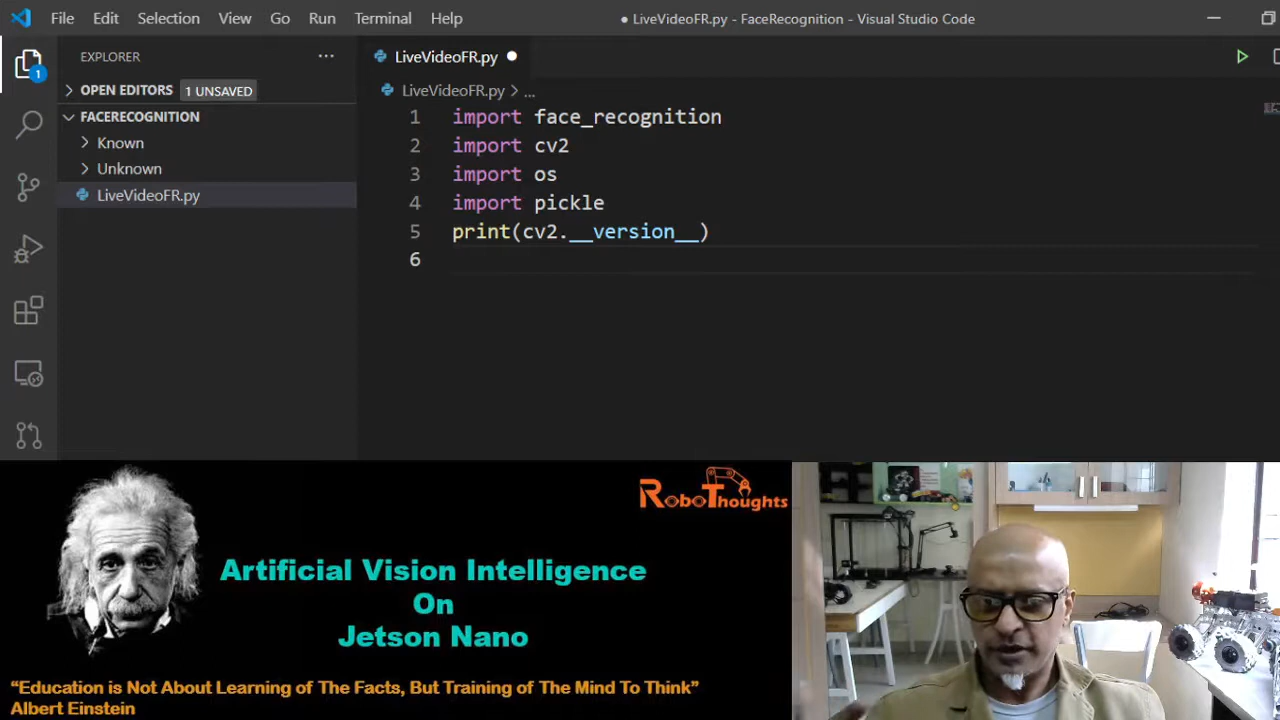 File Edit Selection View Go Run Terminal Help ● LiveVideoFR.py - FaceRecognition - Visual Studio Code
EXPLORER ···
OPEN EDITORS 1 UNSAVED
FACERECOGNITION
Known
Unknown
LiveVideoFR.py
1
LiveVideoFR.py ●
LiveVideoFR.py > ...
1 import face_recognition
2 import cv2
3 import os
4 import pickle
5 print(cv2.__version__)
6
RoboThoughts
Artificial Vision Intelligence
On
Jetson Nano
“Education is Not About Learning of The Facts, But Training of The Mind To Think”
Albert Einstein